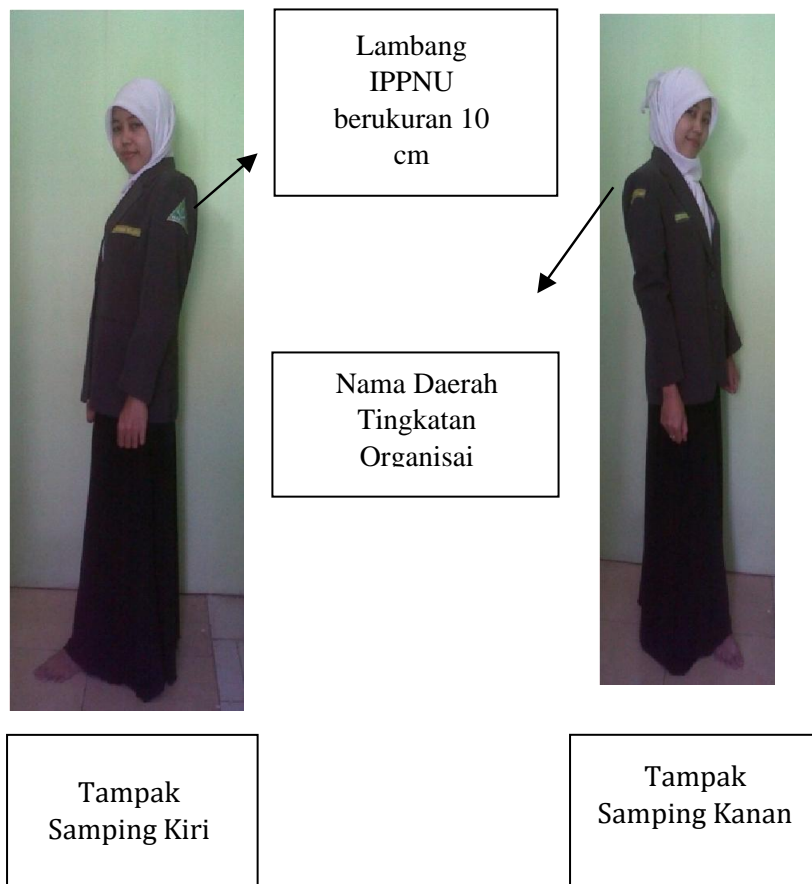 Lambang
IPPNU
berukuran 10
cm
Nama Daerah
Tingkatan
Organisai
Tampak
Samping Kiri
Tampak
Samping Kanan